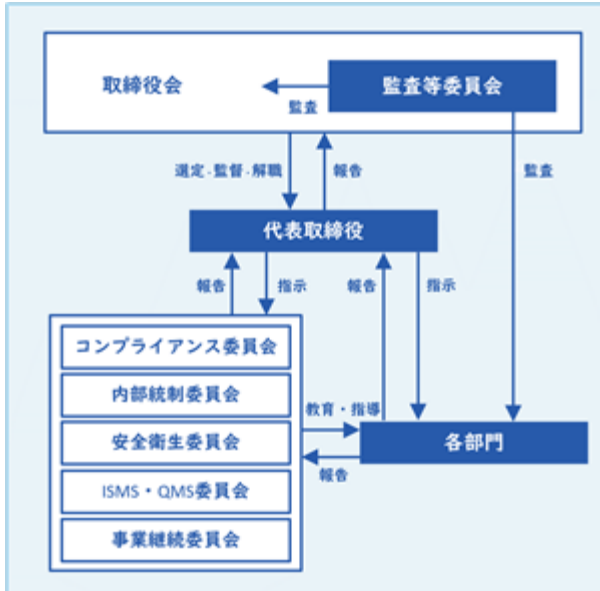 取締役会
監査等委員会
監査
選定・監督・解職
報告
監査
代表取締役
報告
指示
報告
指示
コンプライアンス委員会
内部統制委員会
安全衛生委員会
ISMS・QMS委員会
事業継続委員会
教育・指導
各部門
報告